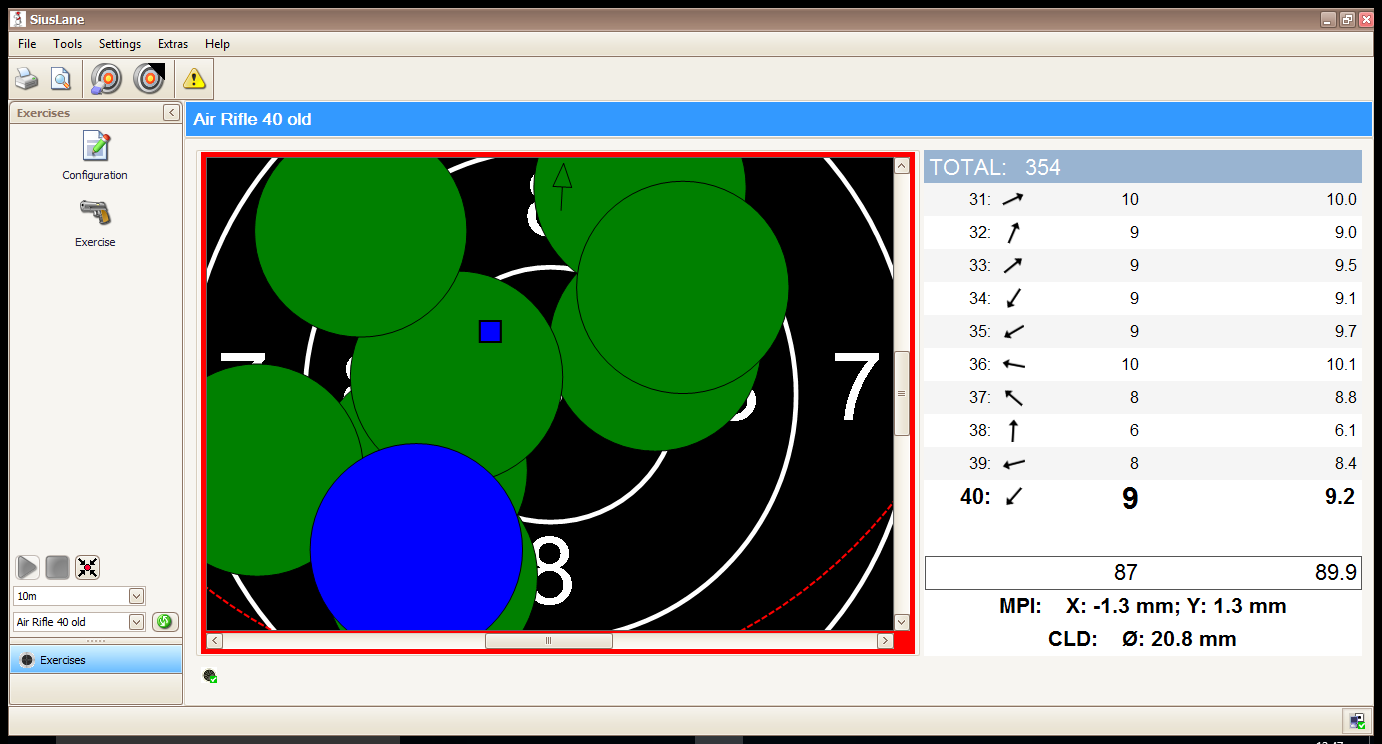 SiusLane
File Tools Settings Extras Help
Exercises
Configuration
Exercise
10m
Air Rifle 40 old
Exercises
Air Rifle 40 old
8
7
7
8
TOTAL: 354
31: 10 10.0
32: 9 9.0
33: 9 9.5
34: 9 9.1
35: 9 9.7
36: 10 10.1
37: 8 8.8
38: 6 6.1
39: 8 8.4
40: 9 9.2
87 89.9
MPI: X: -1.3 mm; Y: 1.3 mm
CLD: Ø: 20.8 mm